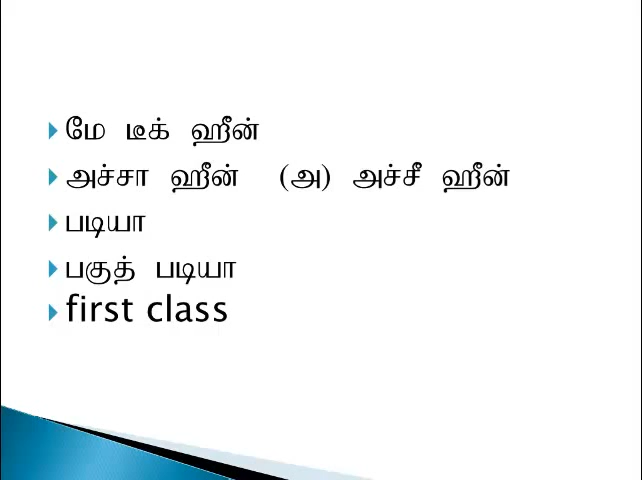 மே டீக் ஹீன்
அச்சா ஹீன் (அ) அச்சீ ஹீன்
படியா
பகுத் படியா
first class